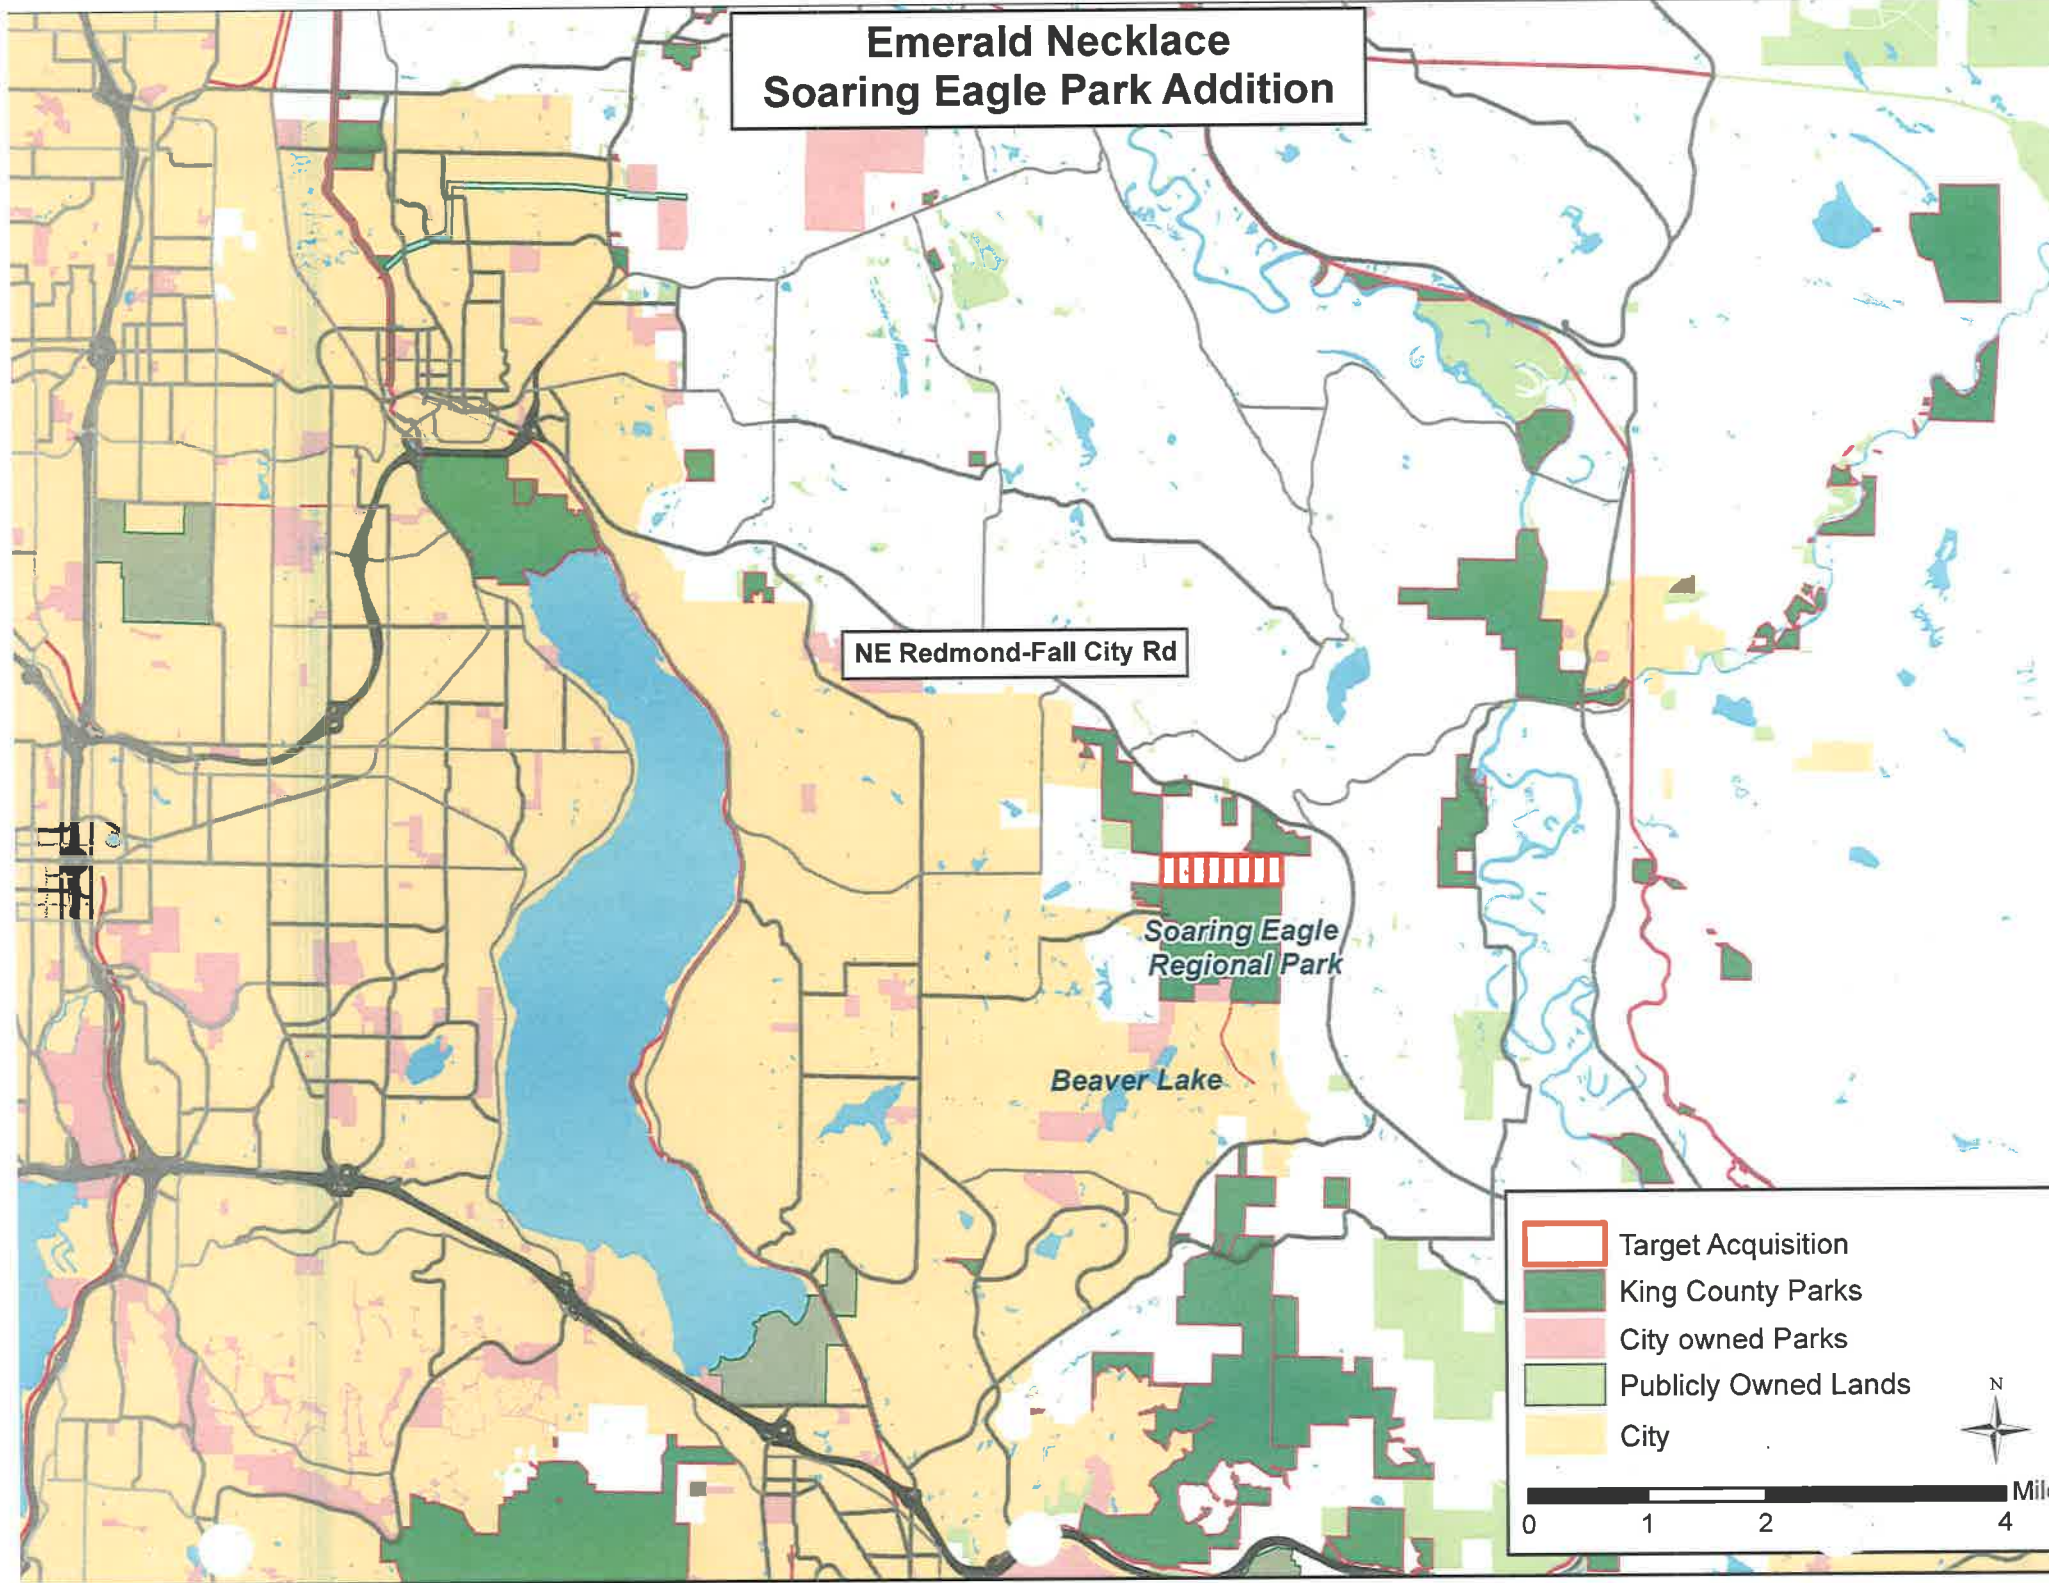 Emerald Necklace
Soaring Eagle Park Addition
NE Redmond-Fall City Rd
Soaring Eagle
Regional Park
Beaver Lake
Target Acquisition
King County Parks
City owned Parks
Publicly Owned Lands
City
N
Mile
0 1 2 4